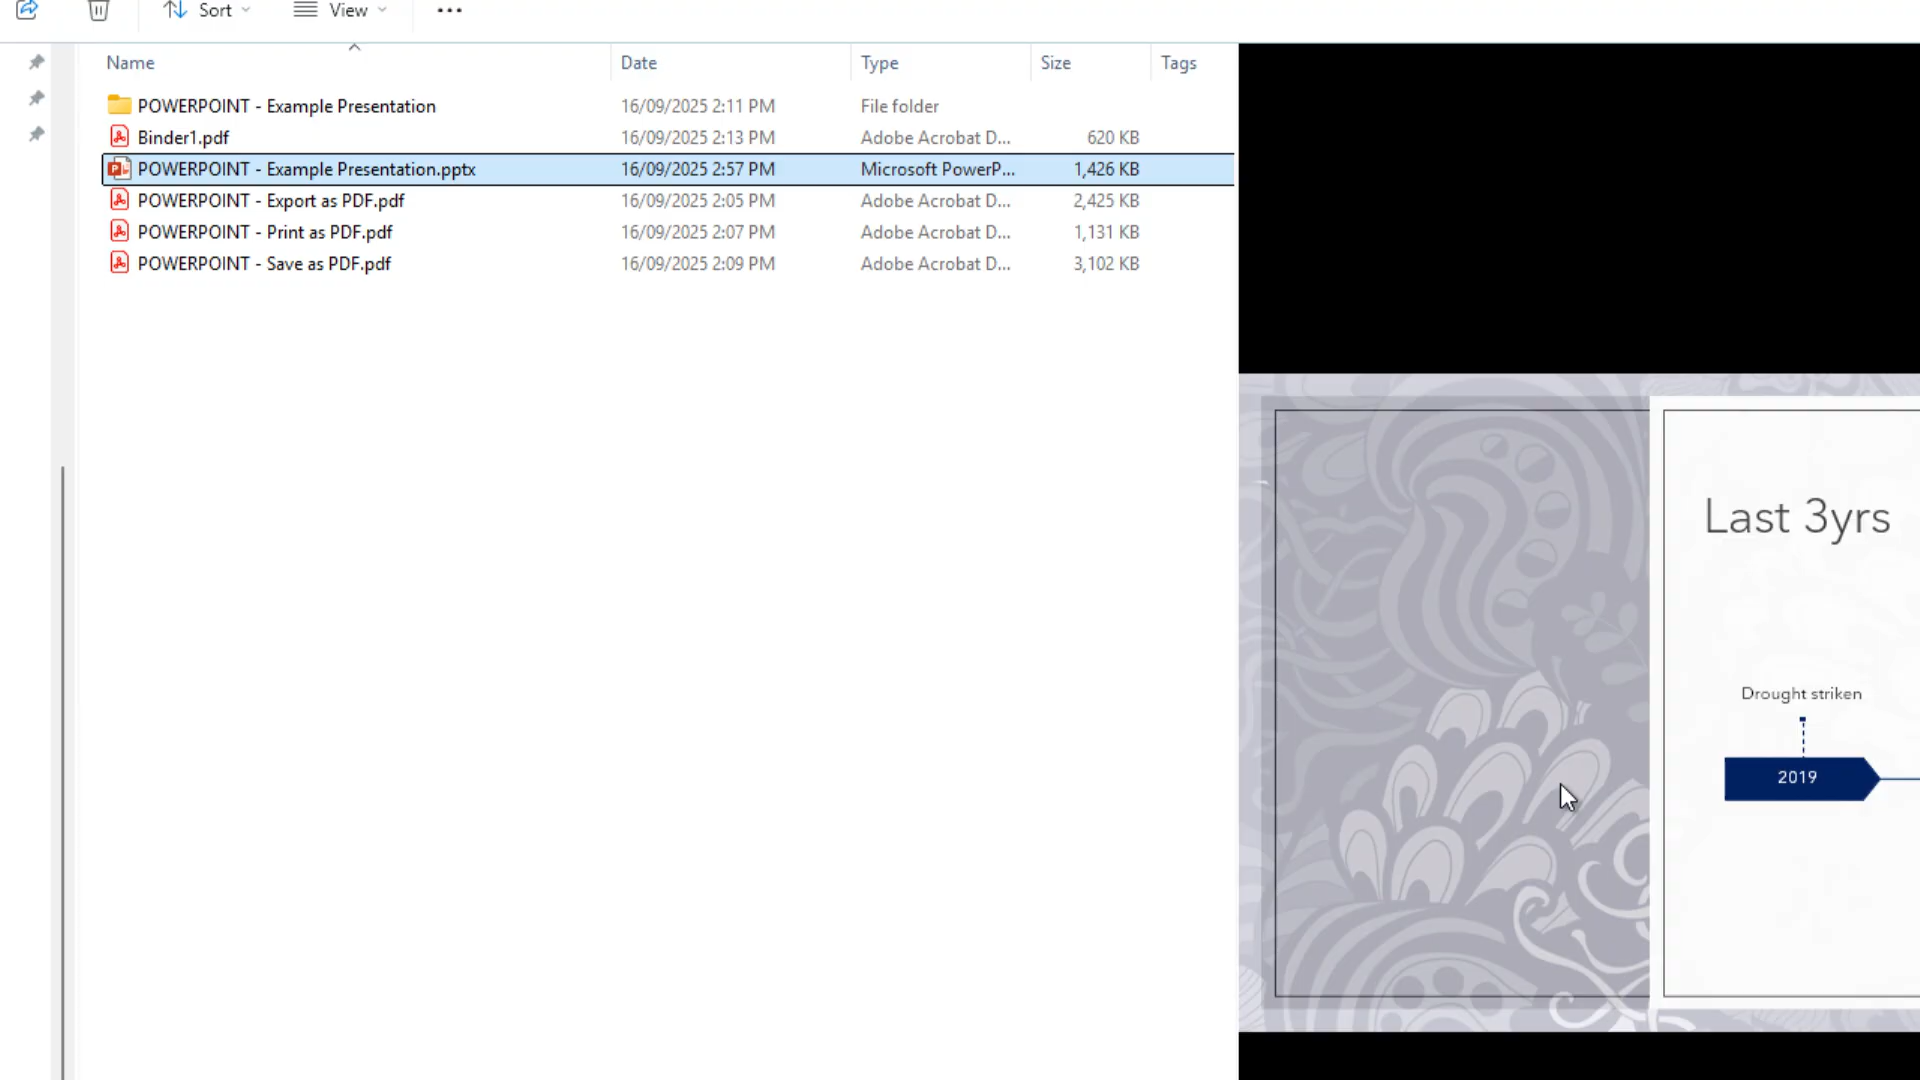 Sort View
Name Date Type Size Tags
POWERPOINT - Example Presentation 16/09/2025 2:11 PM File folder
Binder1.pdf 16/09/2025 2:13 PM Adobe Acrobat D... 620 KB
POWERPOINT - Example Presentation.pptx 16/09/2025 2:57 PM Microsoft PowerP... 1,426 KB
POWERPOINT - Export as PDF.pdf 16/09/2025 2:05 PM Adobe Acrobat D... 2,425 KB
POWERPOINT - Print as PDF.pdf 16/09/2025 2:07 PM Adobe Acrobat D... 1,131 KB
POWERPOINT - Save as PDF.pdf 16/09/2025 2:09 PM Adobe Acrobat D... 3,102 KB
Last 3yrs
Drought striken
2019